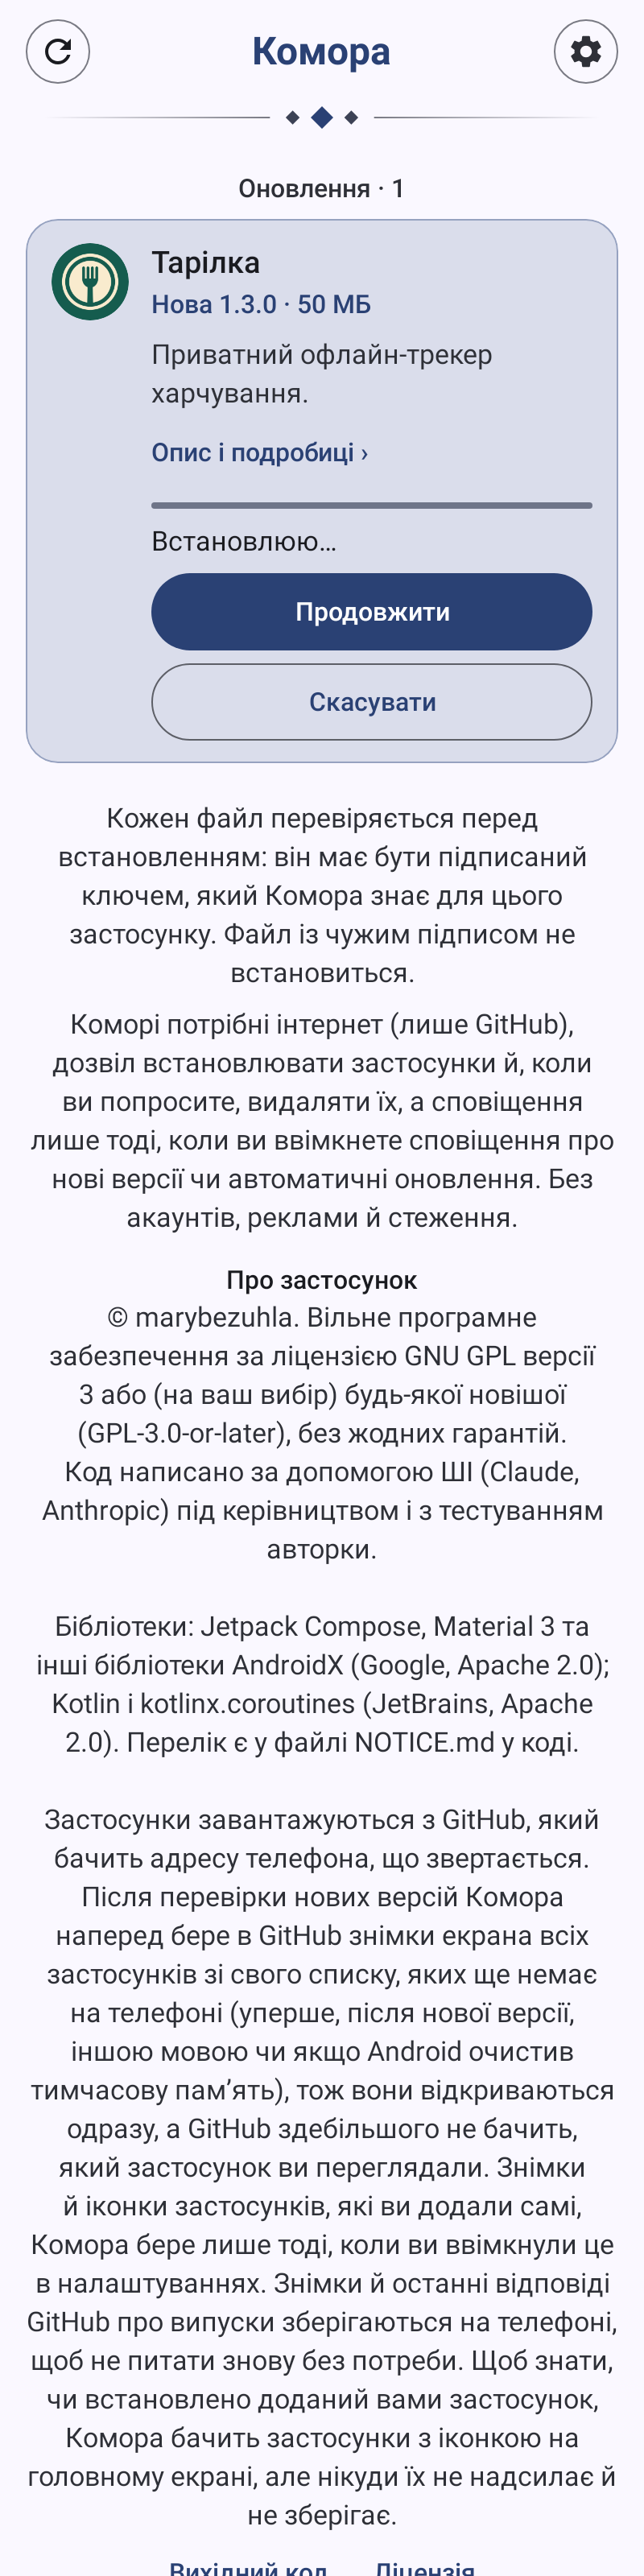 Комора
Оновлення · 1
Тарілка
Нова 1.3.0 · 50 МБ
Приватний офлайн-трекер
харчування.
Опис і подробиці ›
Встановлюю…
Продовжити
Скасувати
Кожен файл перевіряється перед
встановленням: він має бути підписаний
ключем, який Комора знає для цього
застосунку. Файл із чужим підписом не
встановиться.
Коморі потрібні інтернет (лише GitHub),
дозвіл встановлювати застосунки й, коли
ви попросите, видаляти їх, а сповіщення
лише тоді, коли ви ввімкнете сповіщення про
нові версії чи автоматичні оновлення. Без
акаунтів, реклами й стеження.
Про застосунок
© marybezuhla. Вільне програмне
забезпечення за ліцензією GNU GPL версії
3 або (на ваш вибір) будь-якої новішої
(GPL-3.0-or-later), без жодних гарантій.
Код написано за допомогою ШІ (Claude,
Anthropic) під керівництвом і з тестуванням
авторки.
Бібліотеки: Jetpack Compose, Material 3 та
інші бібліотеки AndroidX (Google, Apache 2.0);
Kotlin і kotlinx.coroutines (JetBrains, Apache
2.0). Перелік є у файлі NOTICE.md у коді.
Застосунки завантажуються з GitHub, який
бачить адресу телефона, що звертається.
Після перевірки нових версій Комора
наперед бере в GitHub знімки екрана всіх
застосунків зі свого списку, яких ще немає
на телефоні (уперше, після нової версії,
іншою мовою чи якщо Android очистив
тимчасову пам’ять), тож вони відкриваються
одразу, а GitHub здебільшого не бачить,
який застосунок ви переглядали. Знімки
й іконки застосунків, які ви додали самі,
Комора бере лише тоді, коли ви ввімкнули це
в налаштуваннях. Знімки й останні відповіді
GitHub про випуски зберігаються на телефоні,
щоб не питати знову без потреби. Щоб знати,
чи встановлено доданий вами застосунок,
Комора бачить застосунки з іконкою на
головному екрані, але нікуди їх не надсилає й
не зберігає.
Вихідний код Ліцензія